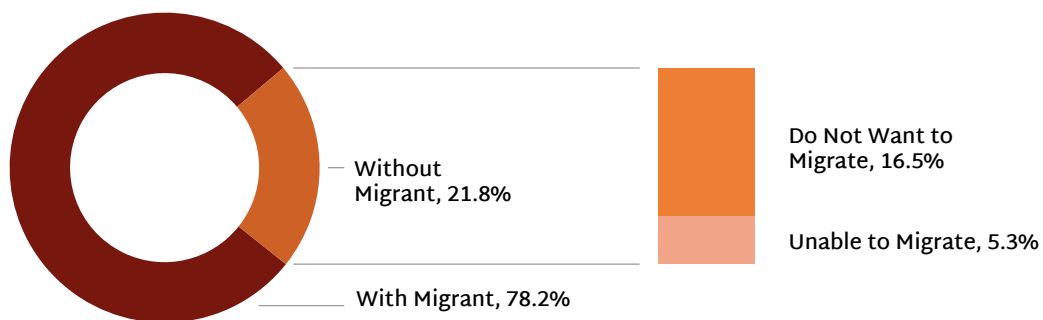 Without
Migrant, 21.8%
With Migrant, 78.2%
Do Not Want to
Migrate, 16.5%
Unable to Migrate, 5.3%